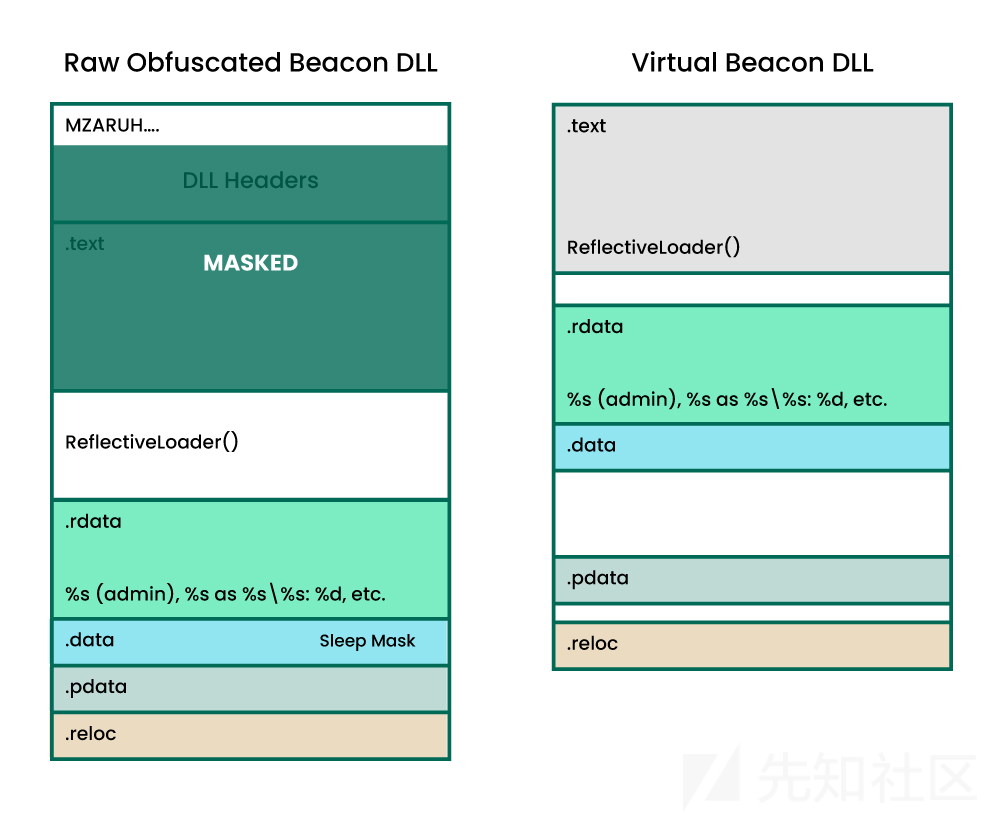 Raw Obfuscated Beacon DLL
MZARUH....
DLL Headers
.text
MASKED
ReflectiveLoader()
.rdata
%s (admin), %s as %s\%s: %d, etc.
.data Sleep Mask
.pdata
.reloc
Virtual Beacon DLL
.text
ReflectiveLoader()
.rdata
%s (admin), %s as %s\%s: %d, etc.
.data
.pdata
.reloc
先知社区